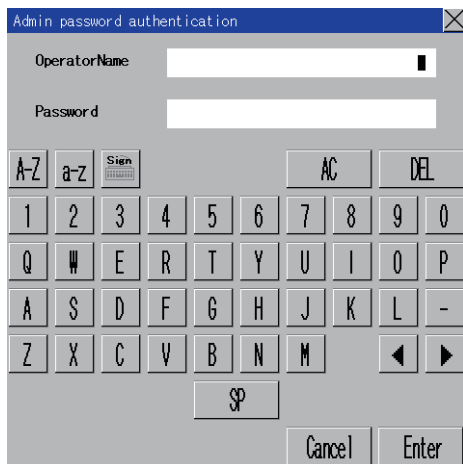 Admin password authentication
OperatorName
Password
A-Z a-z Sign AC DEL
1 2 3 4 5 6 7 8 9 0
Q W E R T Y U I O P
A S D F G H J K L -
Z X C V B N M ◀ ▶
SP
Cancel Enter